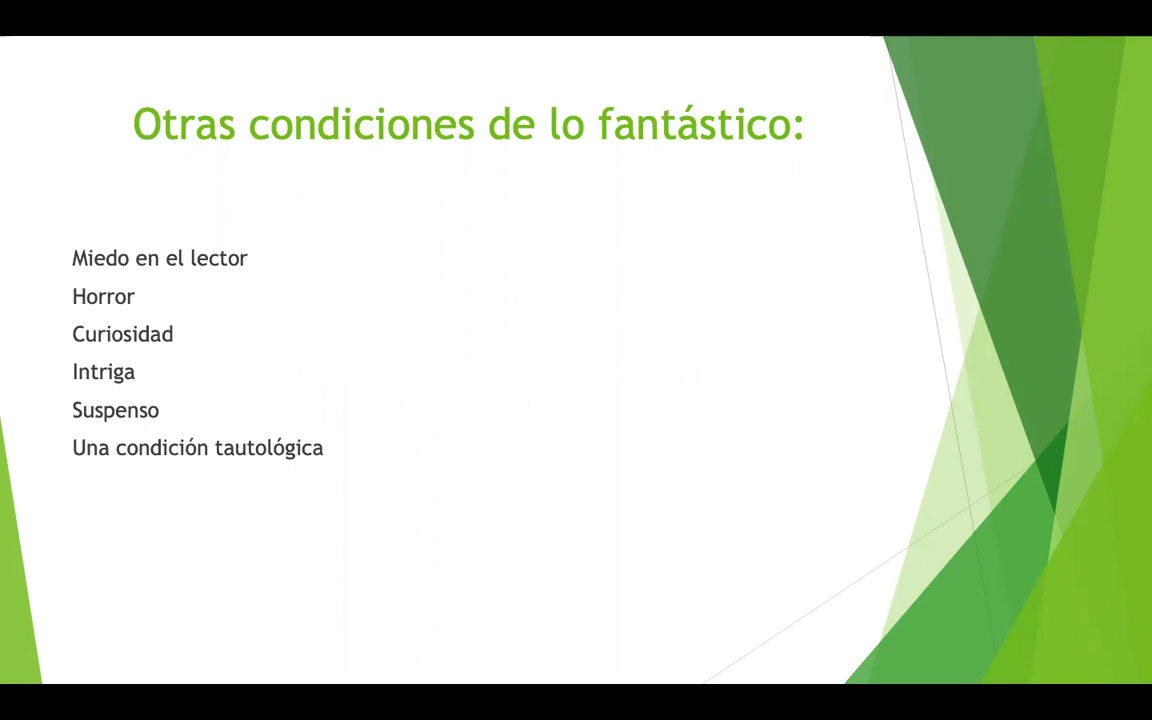 Otras condiciones de lo fantástico:
Miedo en el lector
Horror
Curiosidad
Intriga
Suspenso
Una condición tautológica